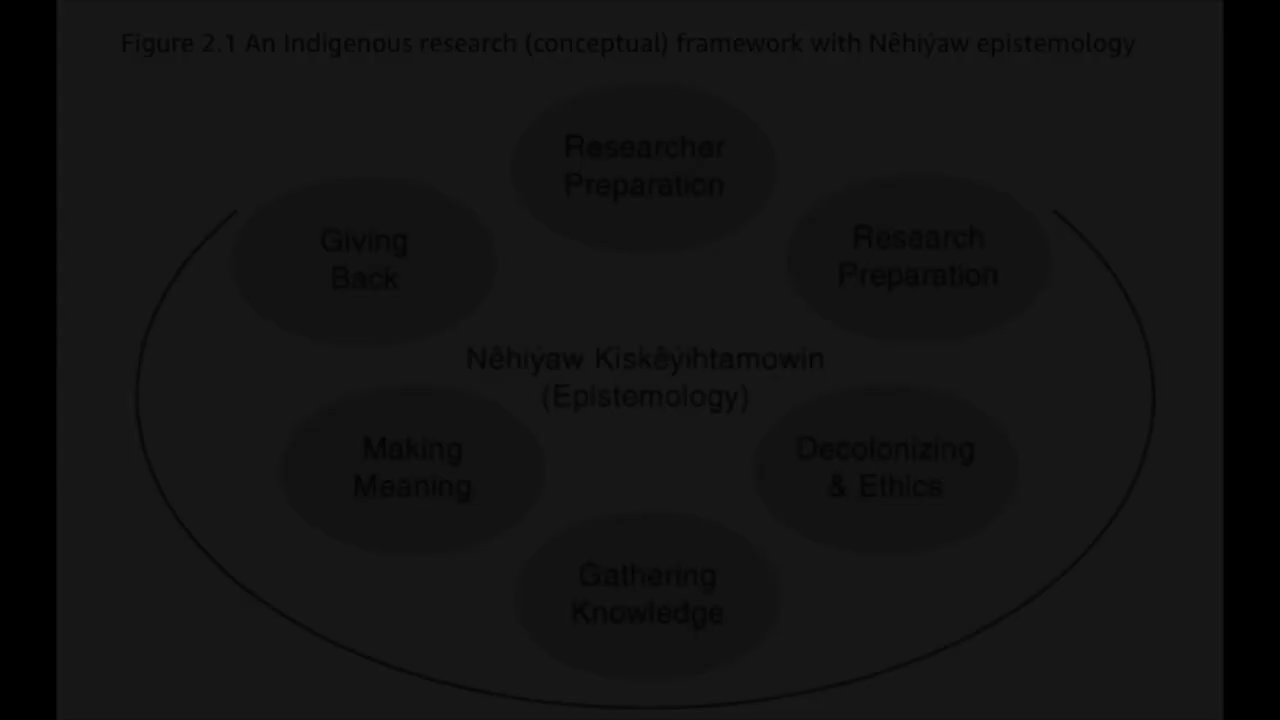 Figure 2.1 An Indigenous research (conceptual) framework with Nêhiýaw epistemology
Researcher
Preparation
Giving
Back
Research
Preparation
Nêhiyaw Kiskêyihtamowin
(Epistemology)
Making
Meaning
Decolonizing
& Ethics
Gathering
Knowledge